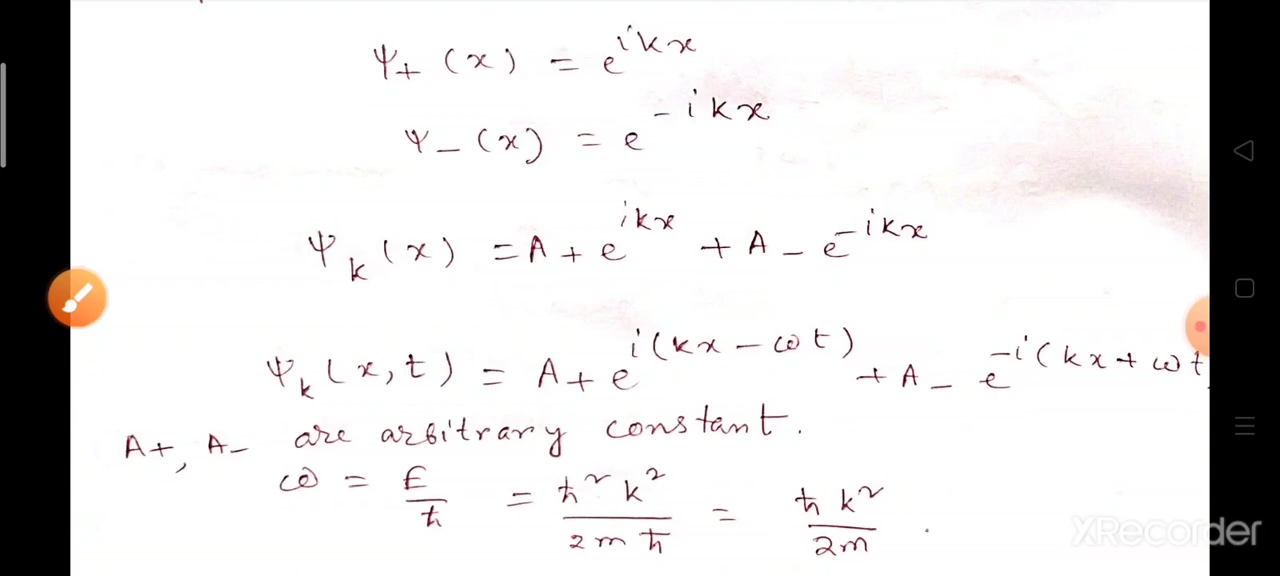 Ψ₊(x) = e^{ikx}
Ψ₋(x) = e^{-ikx}
Ψ_k(x) = A₊ e^{ikx} + A₋ e^{-ikx}
Ψ_k(x,t) = A₊ e^{i(kx-ωt)} + A₋ e^{-i(kx+ωt
A₊, A₋ are arbitrary constant.
ω = E/ħ = ħ²k²/2mħ = ħk²/2m .
XRecorder